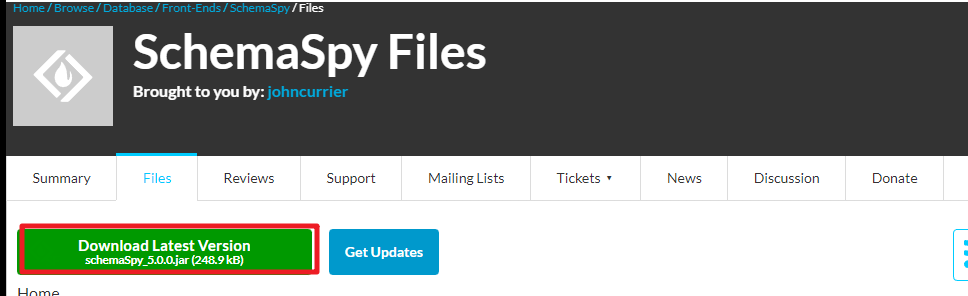 Home / Browse / Database / Front-Ends / SchemaSpy / Files
SchemaSpy Files
Brought to you by: johncurrier
Summary
Files
Reviews
Support
Mailing Lists
Tickets ▾
News
Discussion
Donate
Download Latest Version
schemaSpy_5.0.0.jar (248.9 kB)
Get Updates
Home